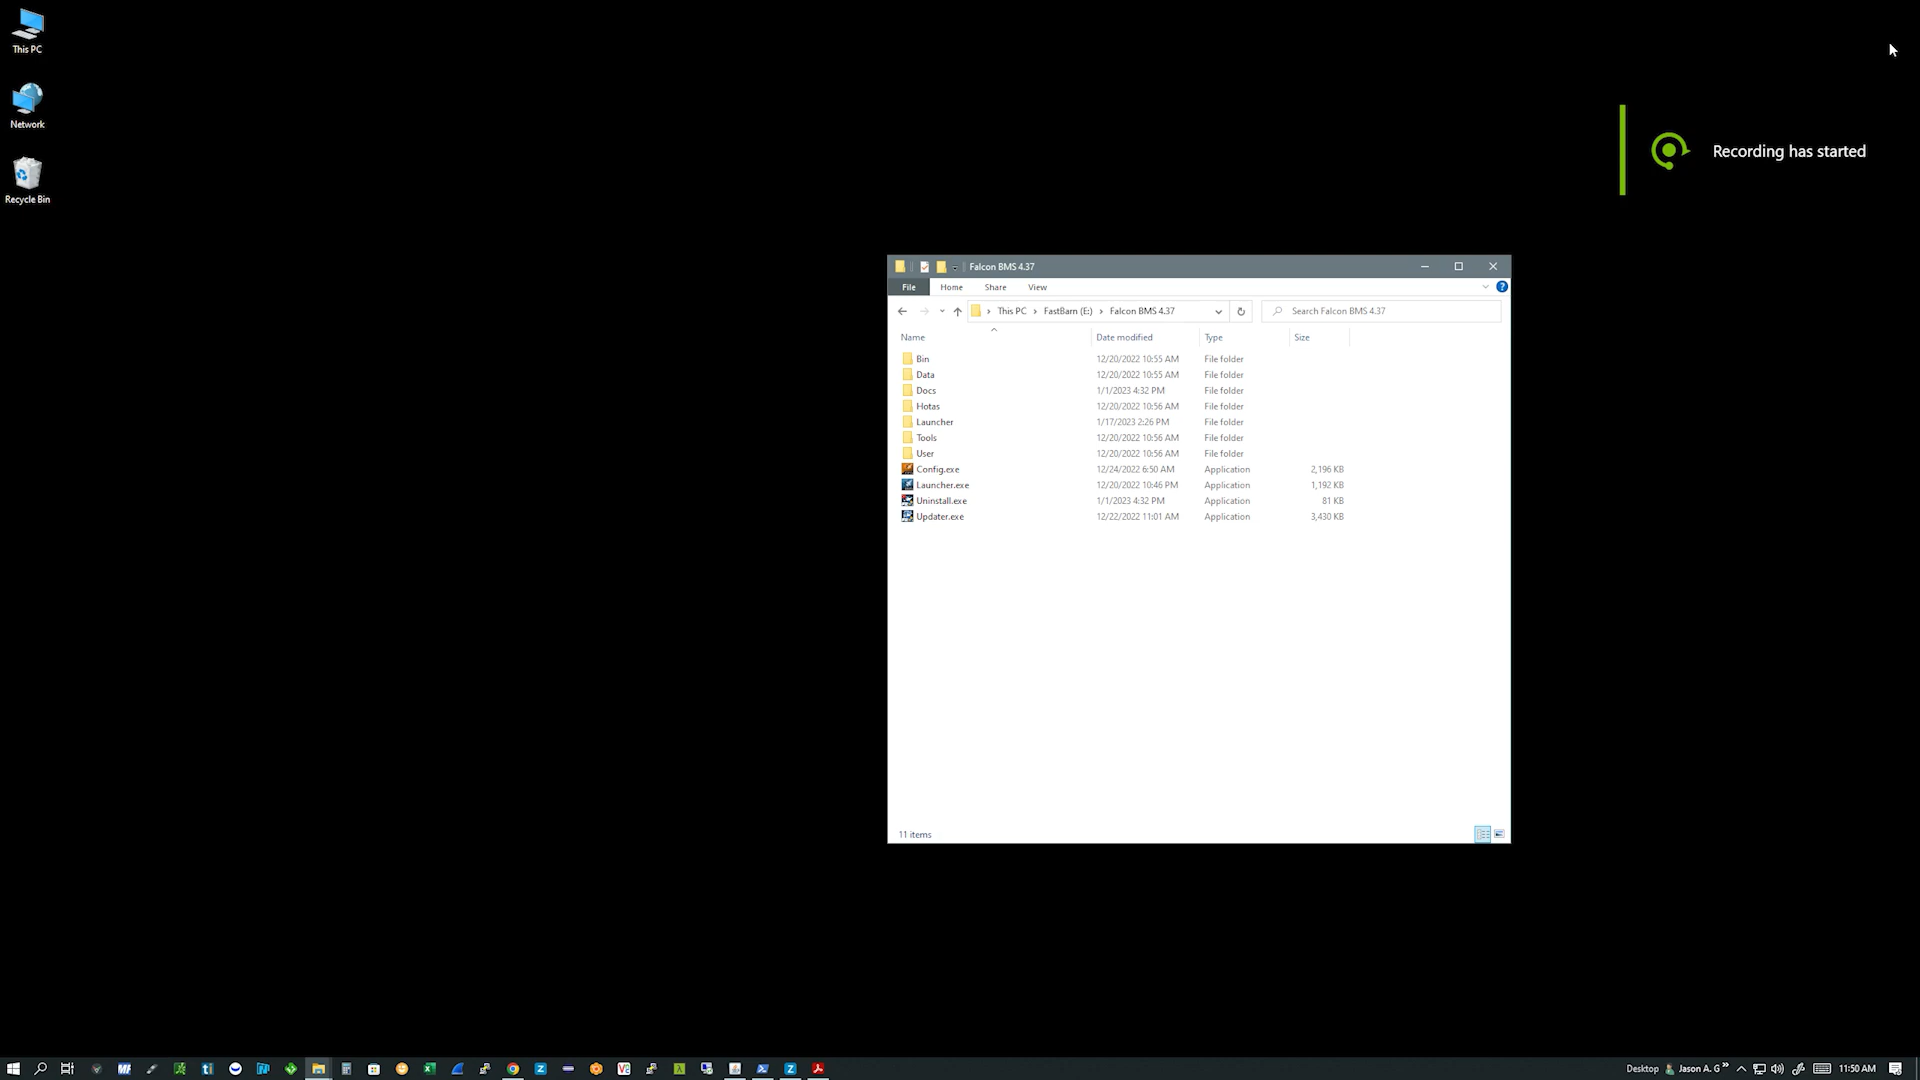 This PC
Network
Recycle Bin
Recording has started
Falcon BMS 4.37
File Home Share View
This PC > FastBarn (E:) > Falcon BMS 4.37
Search Falcon BMS 4.37
Name Date modified Type Size
Bin 12/20/2022 10:55 AM File folder
Data 12/20/2022 10:55 AM File folder
Docs 1/1/2023 4:32 PM File folder
Hotas 12/20/2022 10:56 AM File folder
Launcher 1/17/2023 2:26 PM File folder
Tools 12/20/2022 10:56 AM File folder
User 12/20/2022 10:56 AM File folder
Config.exe 12/24/2022 6:50 AM Application 2,196 KB
Launcher.exe 12/20/2022 10:46 PM Application 1,192 KB
Uninstall.exe 1/1/2023 4:32 PM Application 81 KB
Updater.exe 12/22/2022 11:01 AM Application 3,430 KB
11 items
Desktop Jason A. G 11:50 AM